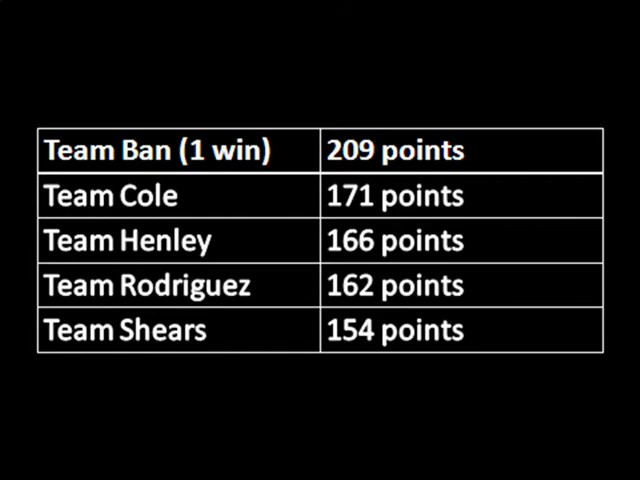 Team Ban (1 win) 209 points
Team Cole 171 points
Team Henley 166 points
Team Rodriguez 162 points
Team Shears 154 points